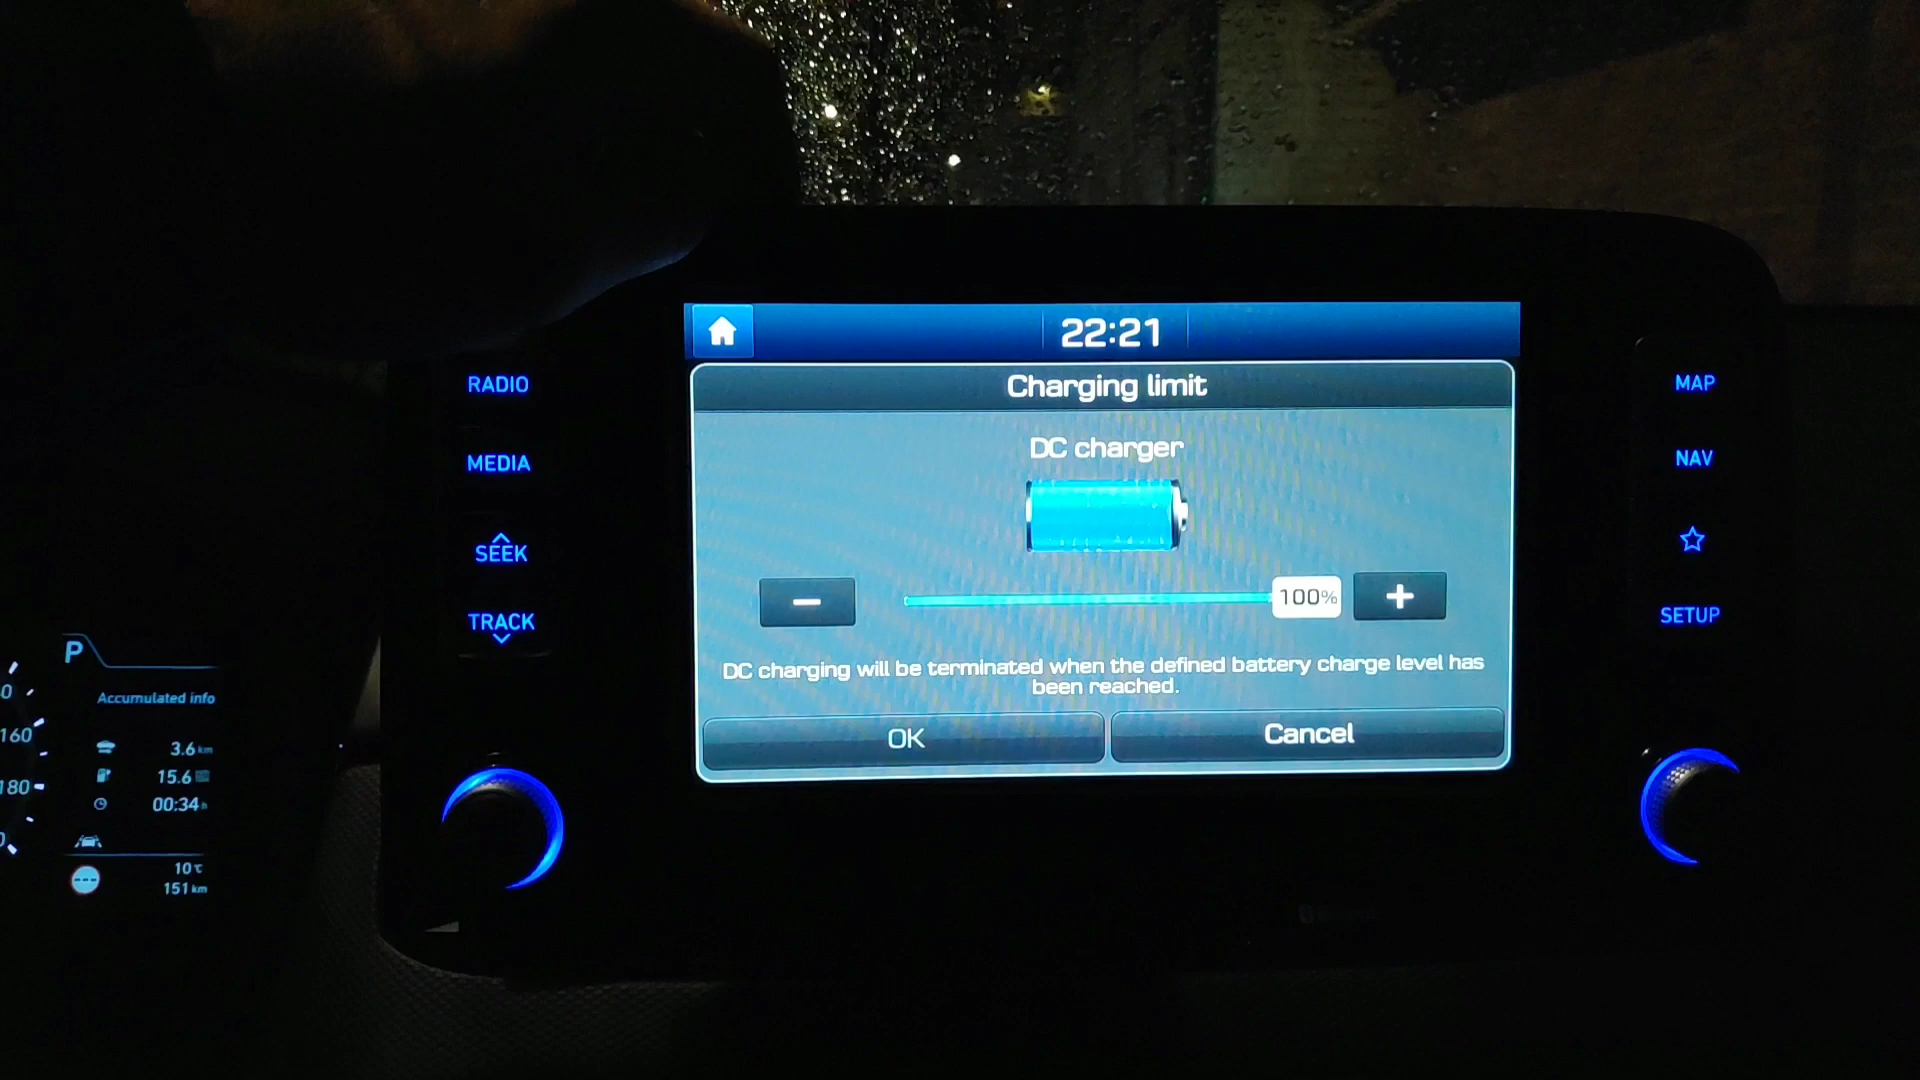 22:21
Charging limit
DC charger
100%
DC charging will be terminated when the defined battery charge level has
been reached.
OK
Cancel
RADIO
MEDIA
SEEK
TRACK
MAP
NAV
SETUP
P
Accumulated info
3.6 km
15.6
00:34 h
10℃
151 km
160
180